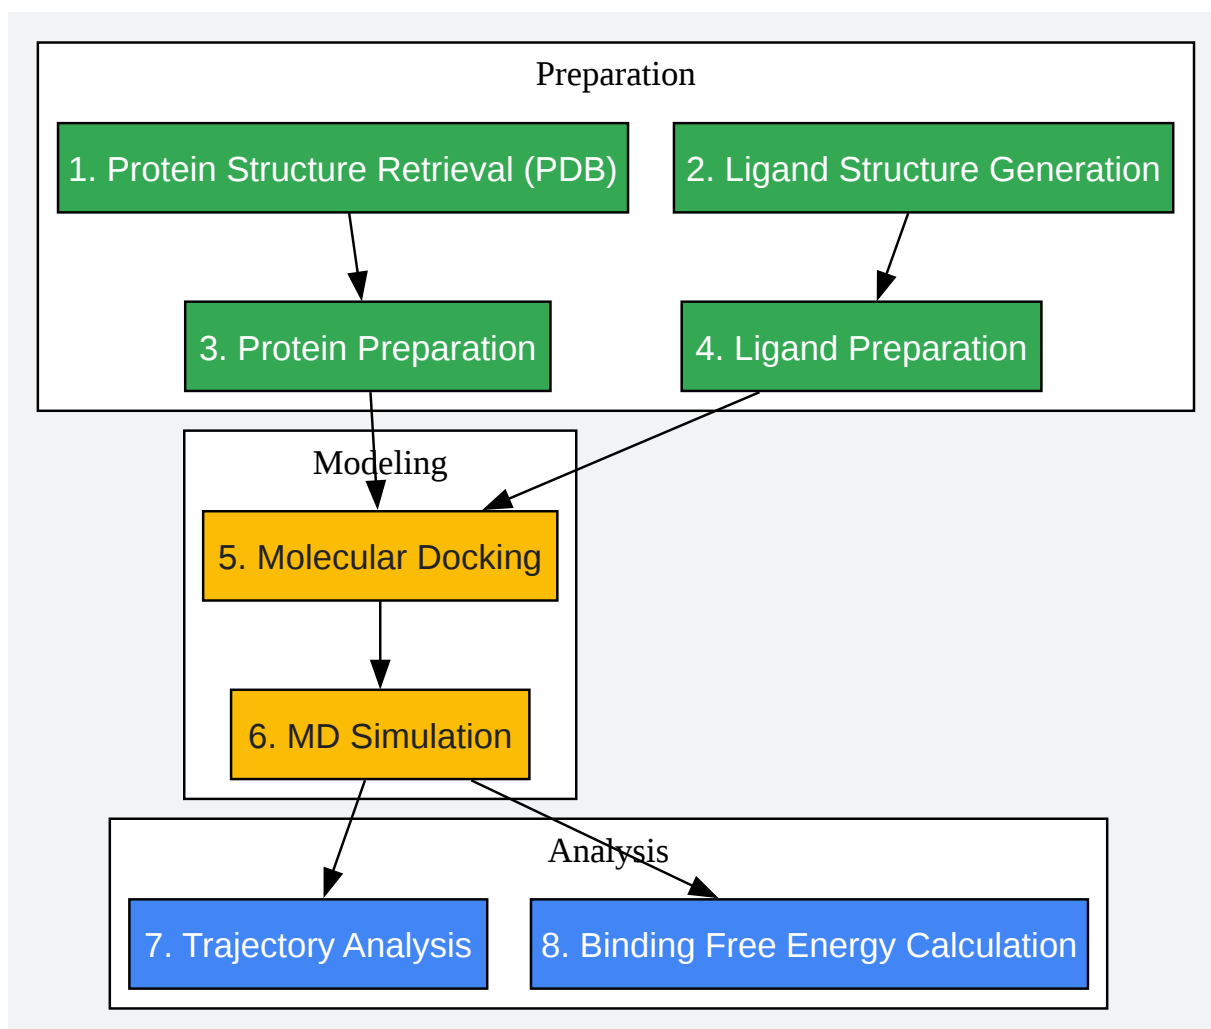 Preparation
1. Protein Structure Retrieval (PDB)
2. Ligand Structure Generation
3. Protein Preparation
4. Ligand Preparation
Modeling
5. Molecular Docking
6. MD Simulation
Analysis
7. Trajectory Analysis
8. Binding Free Energy Calculation